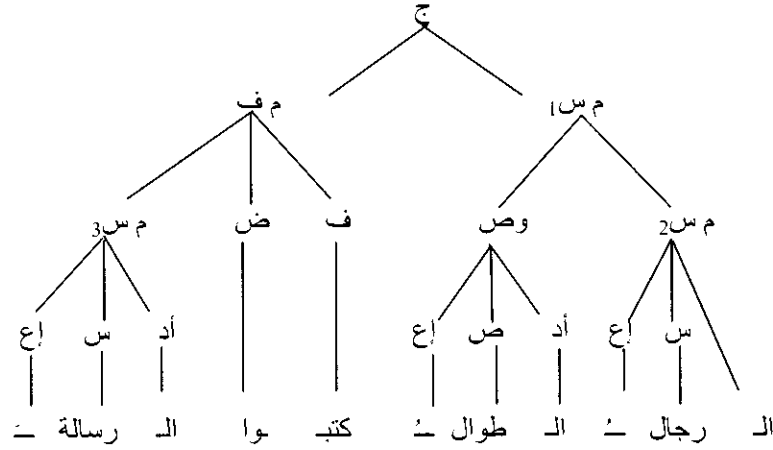 ج
م س1 م ف
م س2 وص ف ض م س3
س إع أد ص إع أد س إع
الـ رجال ـُ الـ طوال ـُ كتبـ ـوا الـ رسالة ـَ